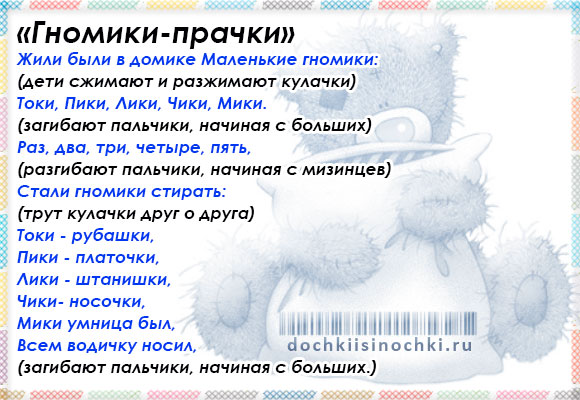 «Гномики-прачки»
Жили были в домике Маленькие гномики:
(дети сжимают и разжимают кулачки)
Токи, Пики, Лики, Чики, Мики.
(загибают пальчики, начиная с больших)
Раз, два, три, четыре, пять,
(разгибают пальчики, начиная с мизинцев)
Стали гномики стирать:
(трут кулачки друг о друга)
Токи - рубашки,
Пики - платочки,
Лики - штанишки,
Чики- носочки,
Мики умница был,
Всем водичку носил,
(загибают пальчики, начиная с больших.)
dochkiisinochki.ru